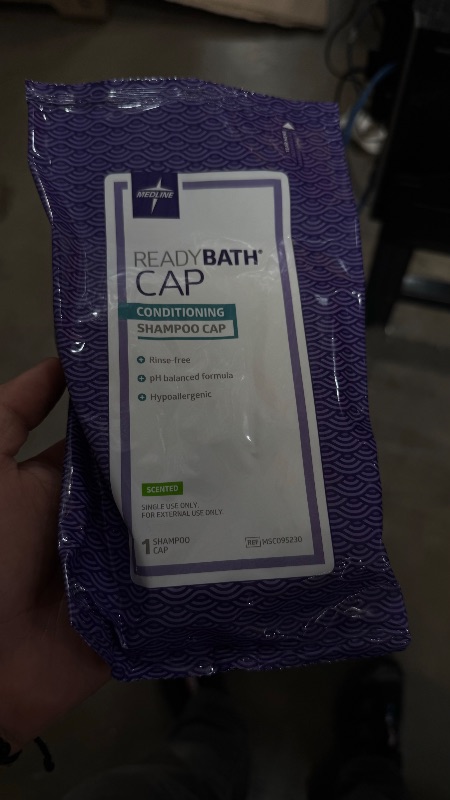 MEDLINE
READYBATH®
CAP
CONDITIONING
SHAMPOO CAP
Rinse-free
pH balanced formula
Hypoallergenic
SCENTED
SINGLE USE ONLY.
FOR EXTERNAL USE ONLY.
1 SHAMPOO
CAP
REF MSC095230